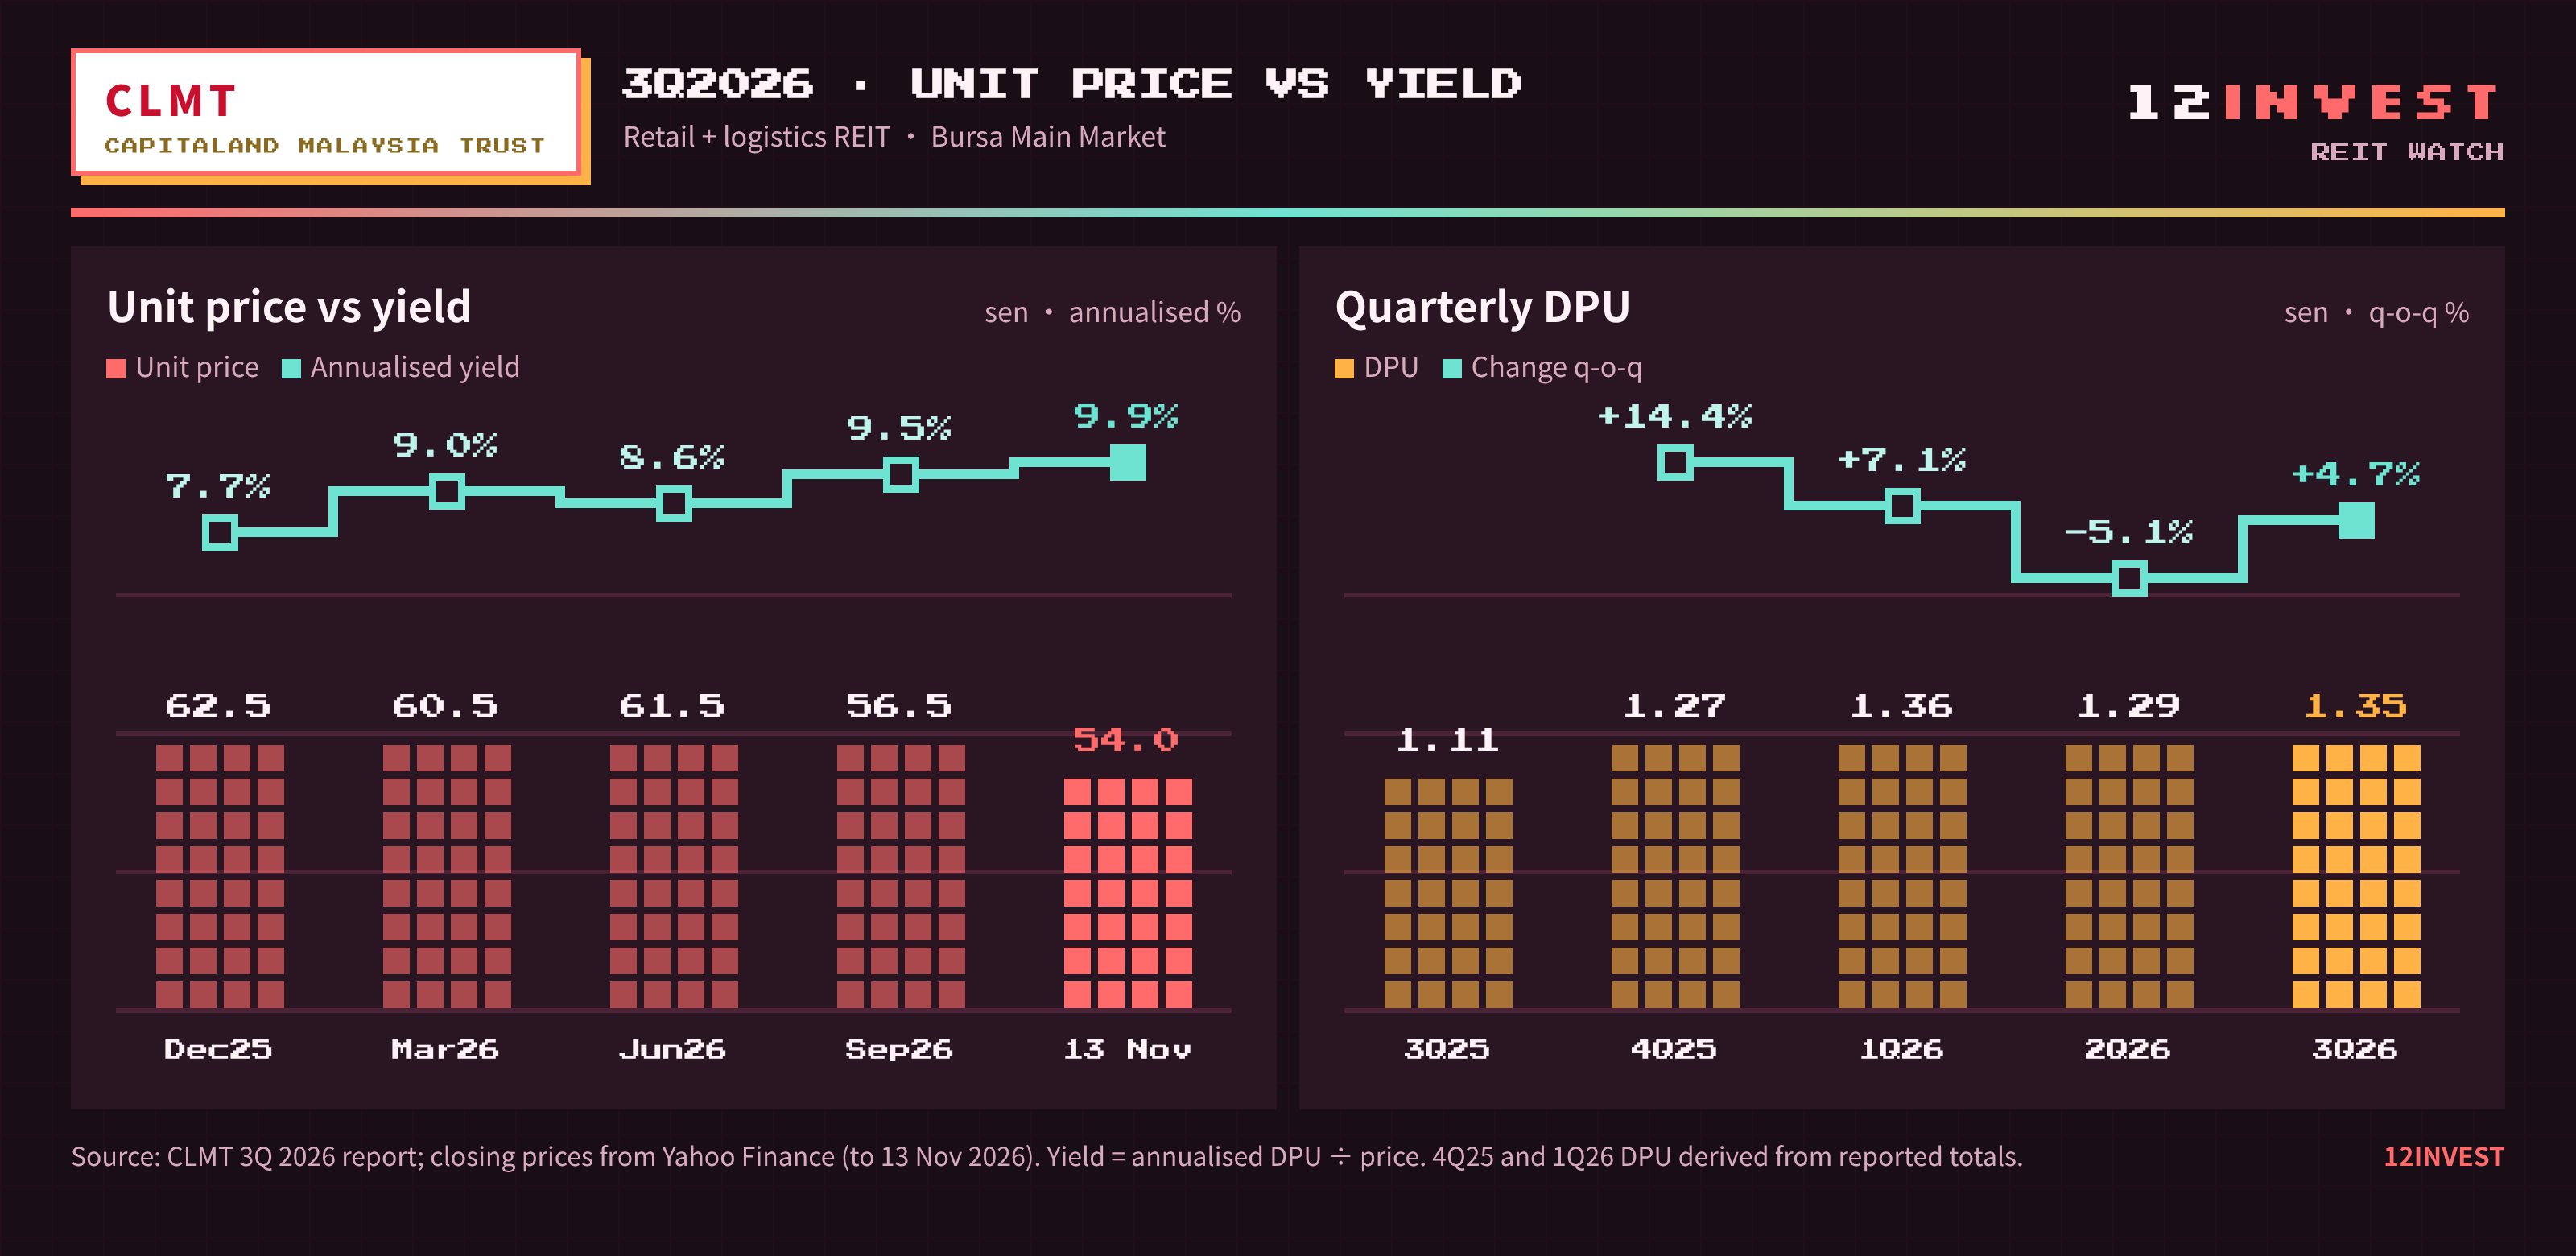 CLMT
CAPITALAND MALAYSIA TRUST
3Q2026 · UNIT PRICE VS YIELD
Retail + logistics REIT • Bursa Main Market
12INVEST
REIT WATCH
Unit price vs yield
sen • annualised %
Unit price Annualised yield
7.7% 9.0% 8.6% 9.5% 9.9%
62.5 60.5 61.5 56.5 54.0
Dec25 Mar26 Jun26 Sep26 13 Nov
Quarterly DPU
sen • q-o-q %
DPU Change q-o-q
+14.4% +7.1% -5.1% +4.7%
1.11 1.27 1.36 1.29 1.35
3Q25 4Q25 1Q26 2Q26 3Q26
Source: CLMT 3Q 2026 report; closing prices from Yahoo Finance (to 13 Nov 2026). Yield = annualised DPU ÷ price. 4Q25 and 1Q26 DPU derived from reported totals.
12INVEST